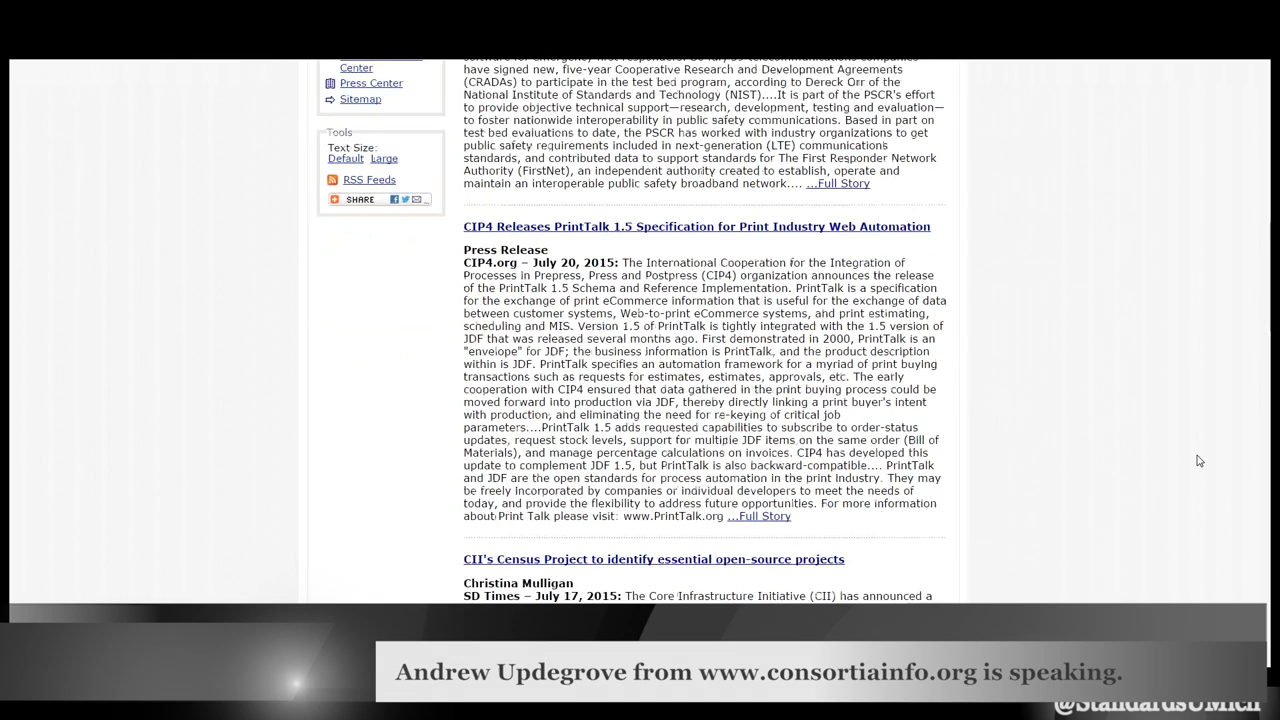 Center
Press Center
Sitemap
Tools
Text Size:
Default Large
RSS Feeds
SHARE
have signed new, five-year Cooperative Research and Development Agreements
(CRADAs) to participate in the test bed program, according to Dereck Orr of the
National Institute of Standards and Technology (NIST)....It is part of the PSCR's effort
to provide objective technical support—research, development, testing and evaluation—
to foster nationwide interoperability in public safety communications. Based in part on
test bed evaluations to date, the PSCR has worked with industry organizations to get
public safety requirements included in next-generation (LTE) communications
standards, and contributed data to support standards for The First Responder Network
Authority (FirstNet), an independent authority created to establish, operate and
maintain an interoperable public safety broadband network.... ...Full Story
CIP4 Releases PrintTalk 1.5 Specification for Print Industry Web Automation
Press Release
CIP4.org – July 20, 2015: The International Cooperation for the Integration of
Processes in Prepress, Press and Postpress (CIP4) organization announces the release
of the PrintTalk 1.5 Schema and Reference Implementation. PrintTalk is a specification
for the exchange of print eCommerce information that is useful for the exchange of data
between customer systems, Web-to-print eCommerce systems, and print estimating,
scheduling and MIS. Version 1.5 of PrintTalk is tightly integrated with the 1.5 version of
JDF that was released several months ago. First demonstrated in 2000, PrintTalk is an
"envelope" for JDF; the business information is PrintTalk, and the product description
within is JDF. PrintTalk specifies an automation framework for a myriad of print buying
transactions such as requests for estimates, estimates, approvals, etc. The early
cooperation with CIP4 ensured that data gathered in the print buying process could be
moved forward into production via JDF, thereby directly linking a print buyer's intent
with production, and eliminating the need for re-keying of critical job
parameters....PrintTalk 1.5 adds requested capabilities to subscribe to order-status
updates, request stock levels, support for multiple JDF items on the same order (Bill of
Materials), and manage percentage calculations on invoices. CIP4 has developed this
update to complement JDF 1.5, but PrintTalk is also backward-compatible.... PrintTalk
and JDF are the open standards for process automation in the print Industry. They may
be freely incorporated by companies or individual developers to meet the needs of
today, and provide the flexibility to address future opportunities. For more information
about Print Talk please visit: www.PrintTalk.org ...Full Story
CII's Census Project to identify essential open-source projects
Christina Mulligan
SD Times – July 17, 2015: The Core Infrastructure Initiative (CII) has announced a
Andrew Updegrove from www.consortiainfo.org is speaking.
@StandardsUMich